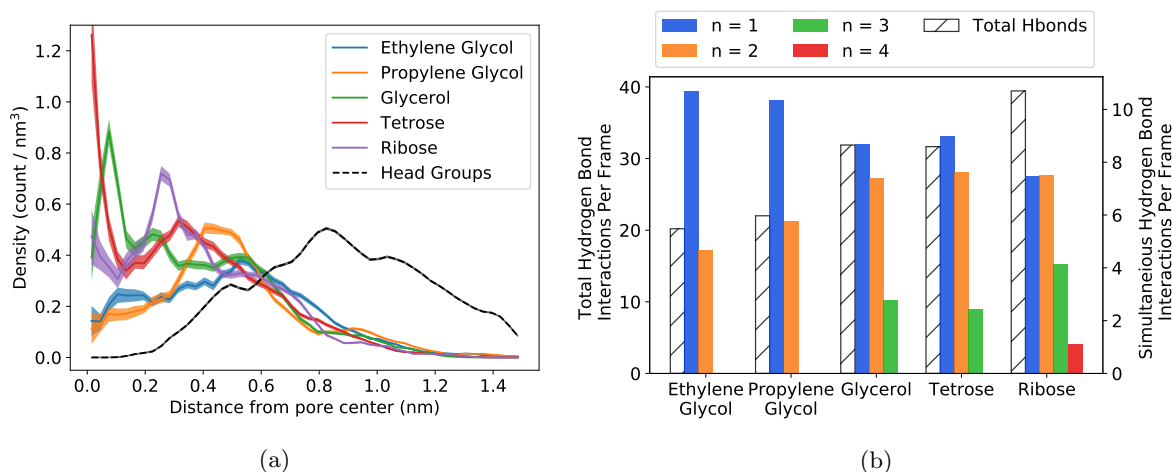 Density (count / nm³)
1.2
1.0
0.8
0.6
0.4
0.2
0.0
Ethylene Glycol
Propylene Glycol
Glycerol
Tetrose
Ribose
Head Groups
0.0 0.2 0.4 0.6 0.8 1.0 1.2 1.4
Distance from pore center (nm)
(a)
n = 1
n = 2
n = 3
n = 4
Total Hbonds
Total Hydrogen Bond
Interactions Per Frame
40
30
20
10
0
10
8
6
4
2
0
Simultaneious Hydrogen Bond
Interactions Per Frame
Ethylene
Glycol
Propylene
Glycol
Glycerol
Tetrose
Ribose
(b)